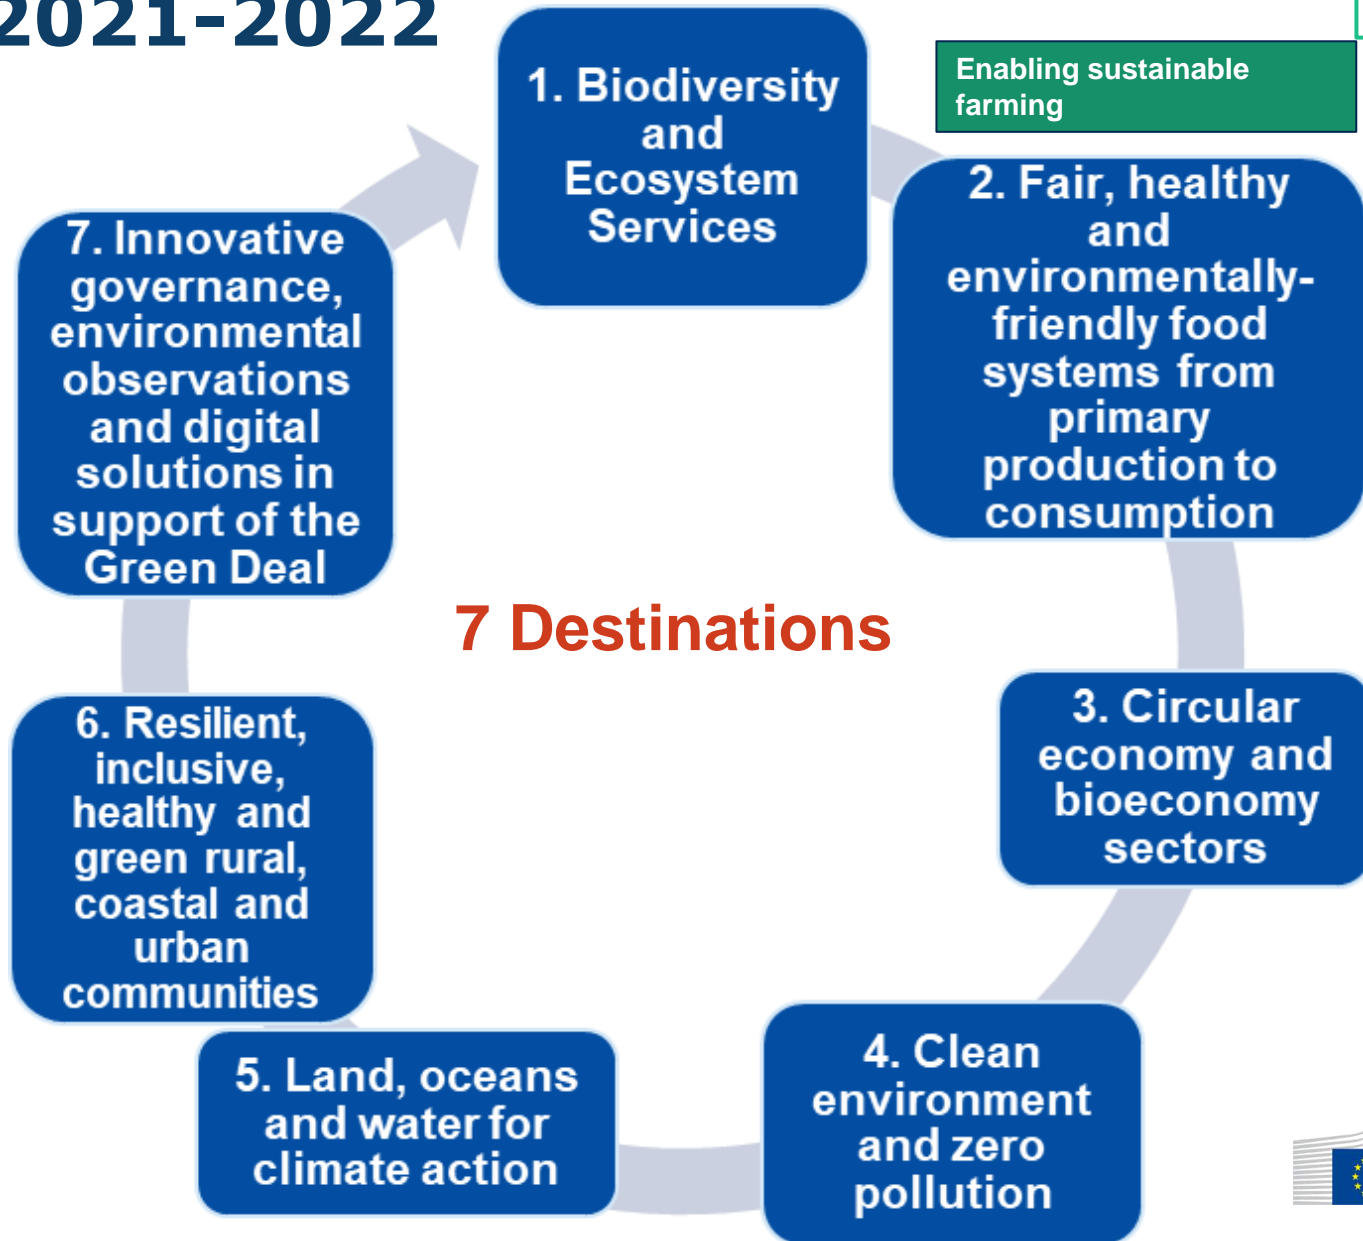 2021-2022
1. Biodiversity
and
Ecosystem
Services
Enabling sustainable
farming
2. Fair, healthy
and
environmentally-
friendly food
systems from
primary
production to
consumption
3. Circular
economy and
bioeconomy
sectors
4. Clean
environment
and zero
pollution
5. Land, oceans
and water for
climate action
6. Resilient,
inclusive,
healthy and
green rural,
coastal and
urban
communities
7. Innovative
governance,
environmental
observations
and digital
solutions in
support of the
Green Deal
7 Destinations